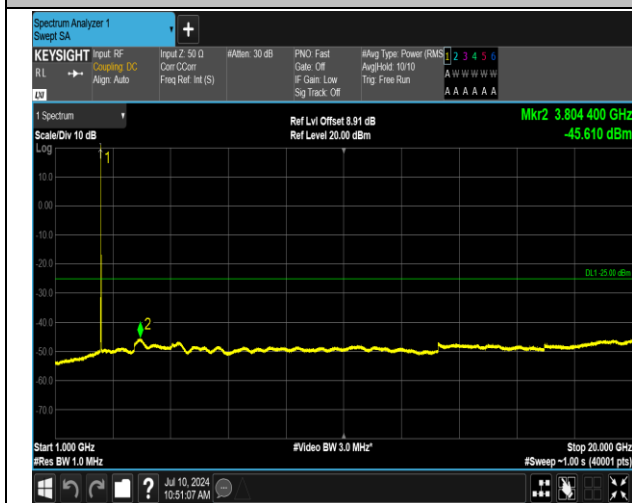 Spectrum Analyzer 1
Swept SA
KEYSIGHT
RL
LXI
Input: RF
Coupling: DC
Align: Auto
Input Z: 50 Ω
Corr CCorr
Freq Ref: Int (S)
#Atten: 30 dB
PNO: Fast
Gate: Off
IF Gain: Low
Sig Track: Off
#Avg Type: Power (RMS
Avg|Hold: 10/10
Trig: Free Run
1 2 3 4 5 6
A W W W W W
A A A A A A
1 Spectrum
Scale/Div 10 dB
Log
Ref Lvl Offset 8.91 dB
Ref Level 20.00 dBm
Mkr2 3.804 400 GHz
-45.610 dBm
1
10.0
0.00
-10.0
-20.0
DL1 -25.00 dBm
-30.0
-40.0
2
-50.0
-60.0
-70.0
Start 1.000 GHz
#Res BW 1.0 MHz
#Video BW 3.0 MHz*
Stop 20.000 GHz
#Sweep ~1.00 s (40001 pts)
?
Jul 10, 2024
10:51:07 AM